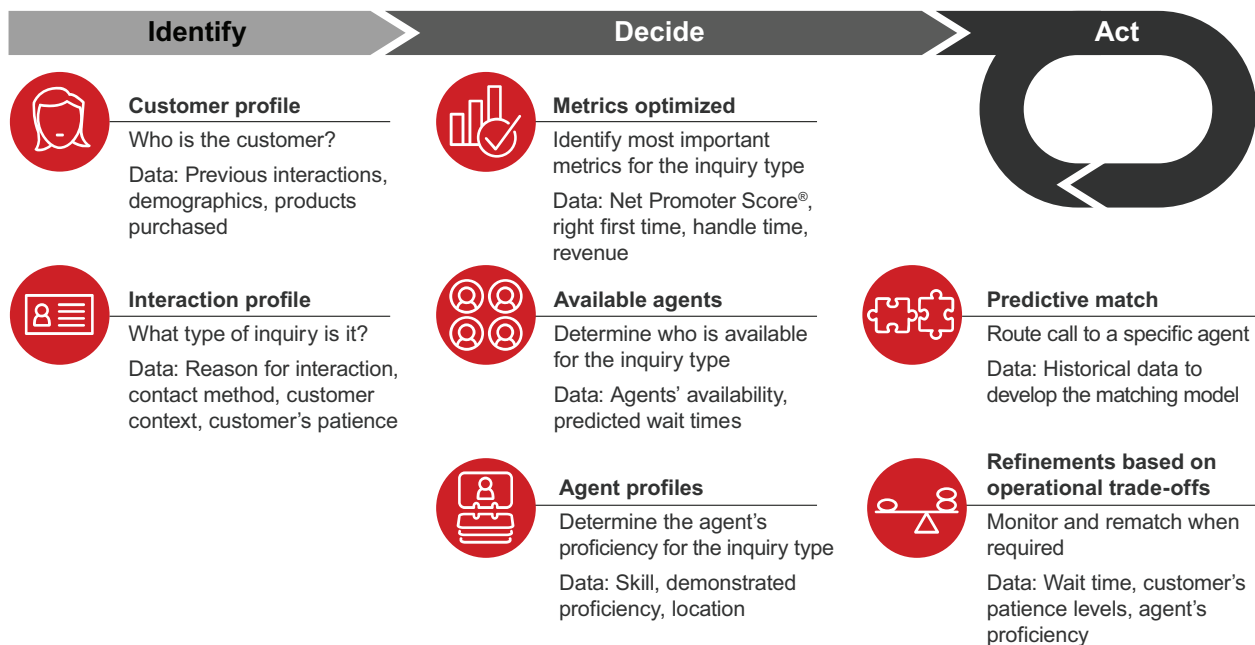 Identify
Decide
Act
Customer profile
Who is the customer?
Data: Previous interactions,
demographics, products
purchased
Interaction profile
What type of inquiry is it?
Data: Reason for interaction,
contact method, customer
context, customer’s patience
Metrics optimized
Identify most important
metrics for the inquiry type
Data: Net Promoter Score®,
right first time, handle time,
revenue
Available agents
Determine who is available
for the inquiry type
Data: Agents’ availability,
predicted wait times
Agent profiles
Determine the agent’s
proficiency for the inquiry type
Data: Skill, demonstrated
proficiency, location
Predictive match
Route call to a specific agent
Data: Historical data to
develop the matching model
Refinements based on
operational trade-offs
Monitor and rematch when
required
Data: Wait time, customer’s
patience levels, agent’s
proficiency